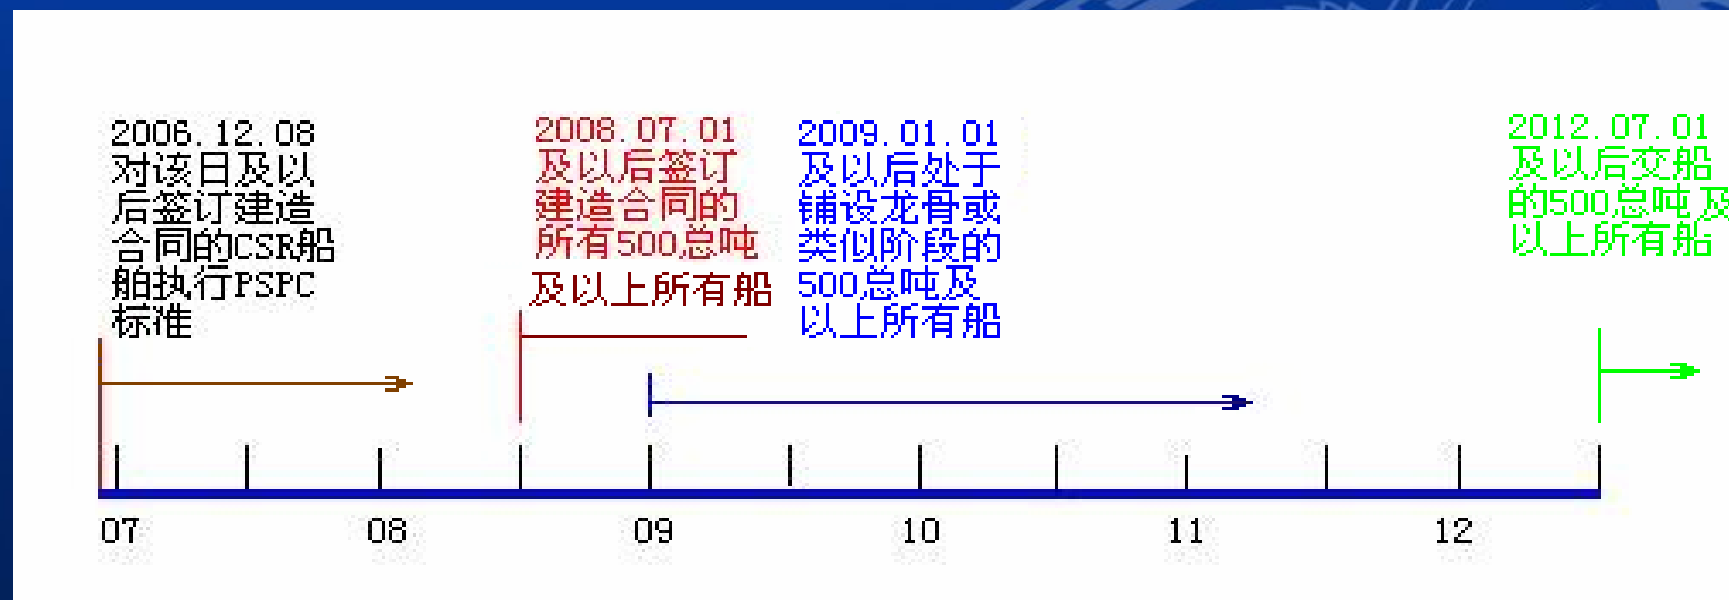 2006.12.08
对该日及以
后签订建造
合同的CSR船
舶执行PSPC
标准
2008.07.01
及以后签订
建造合同的
所有500总吨
及以上所有船
2009.01.01
及以后处于
铺设龙骨或
类似阶段的
500总吨及
以上所有船
2012.07.01
及以后交船
的500总吨及
以上所有船
07
08
09
10
11
12